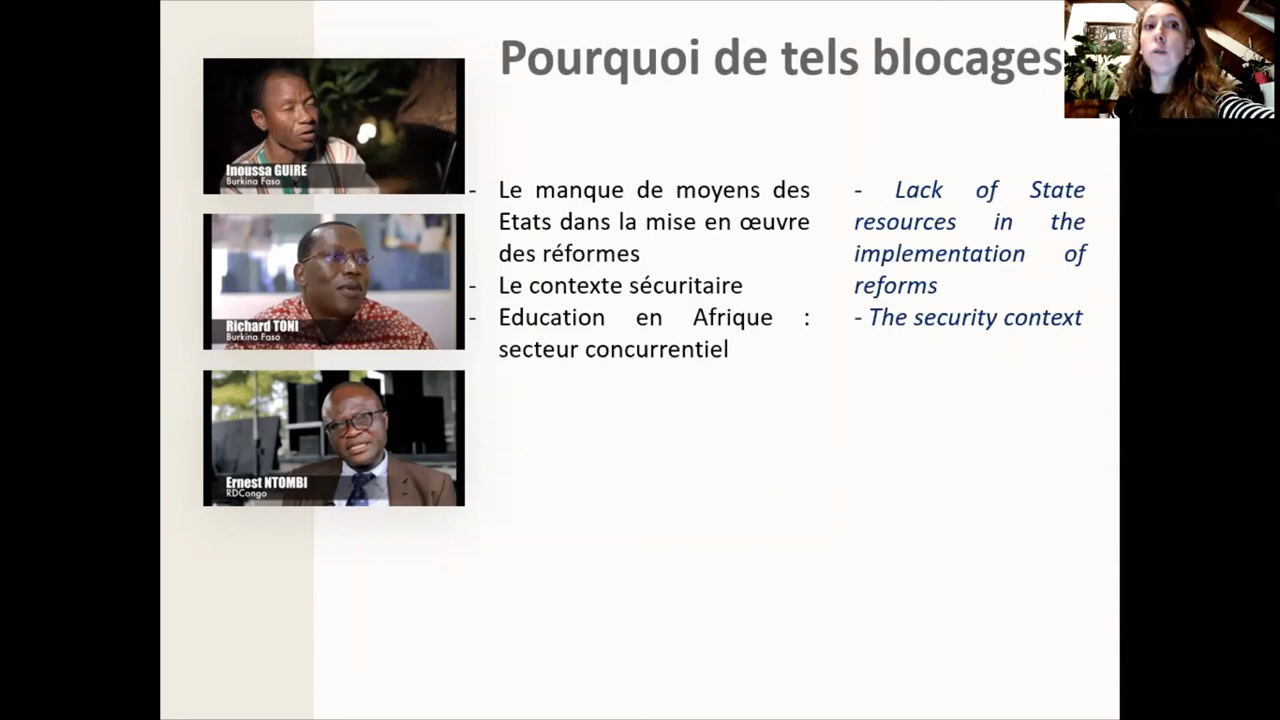 Pourquoi de tels blocages
Inoussa GUIRE
Burkina Faso
Richard TONI
Burkina Faso
Ernest NTOMBI
RDCongo
- Le manque de moyens des
Etats dans la mise en œuvre
des réformes
- Le contexte sécuritaire
- Education en Afrique :
secteur concurrentiel
- Lack of State
resources in the
implementation of
reforms
- The security context